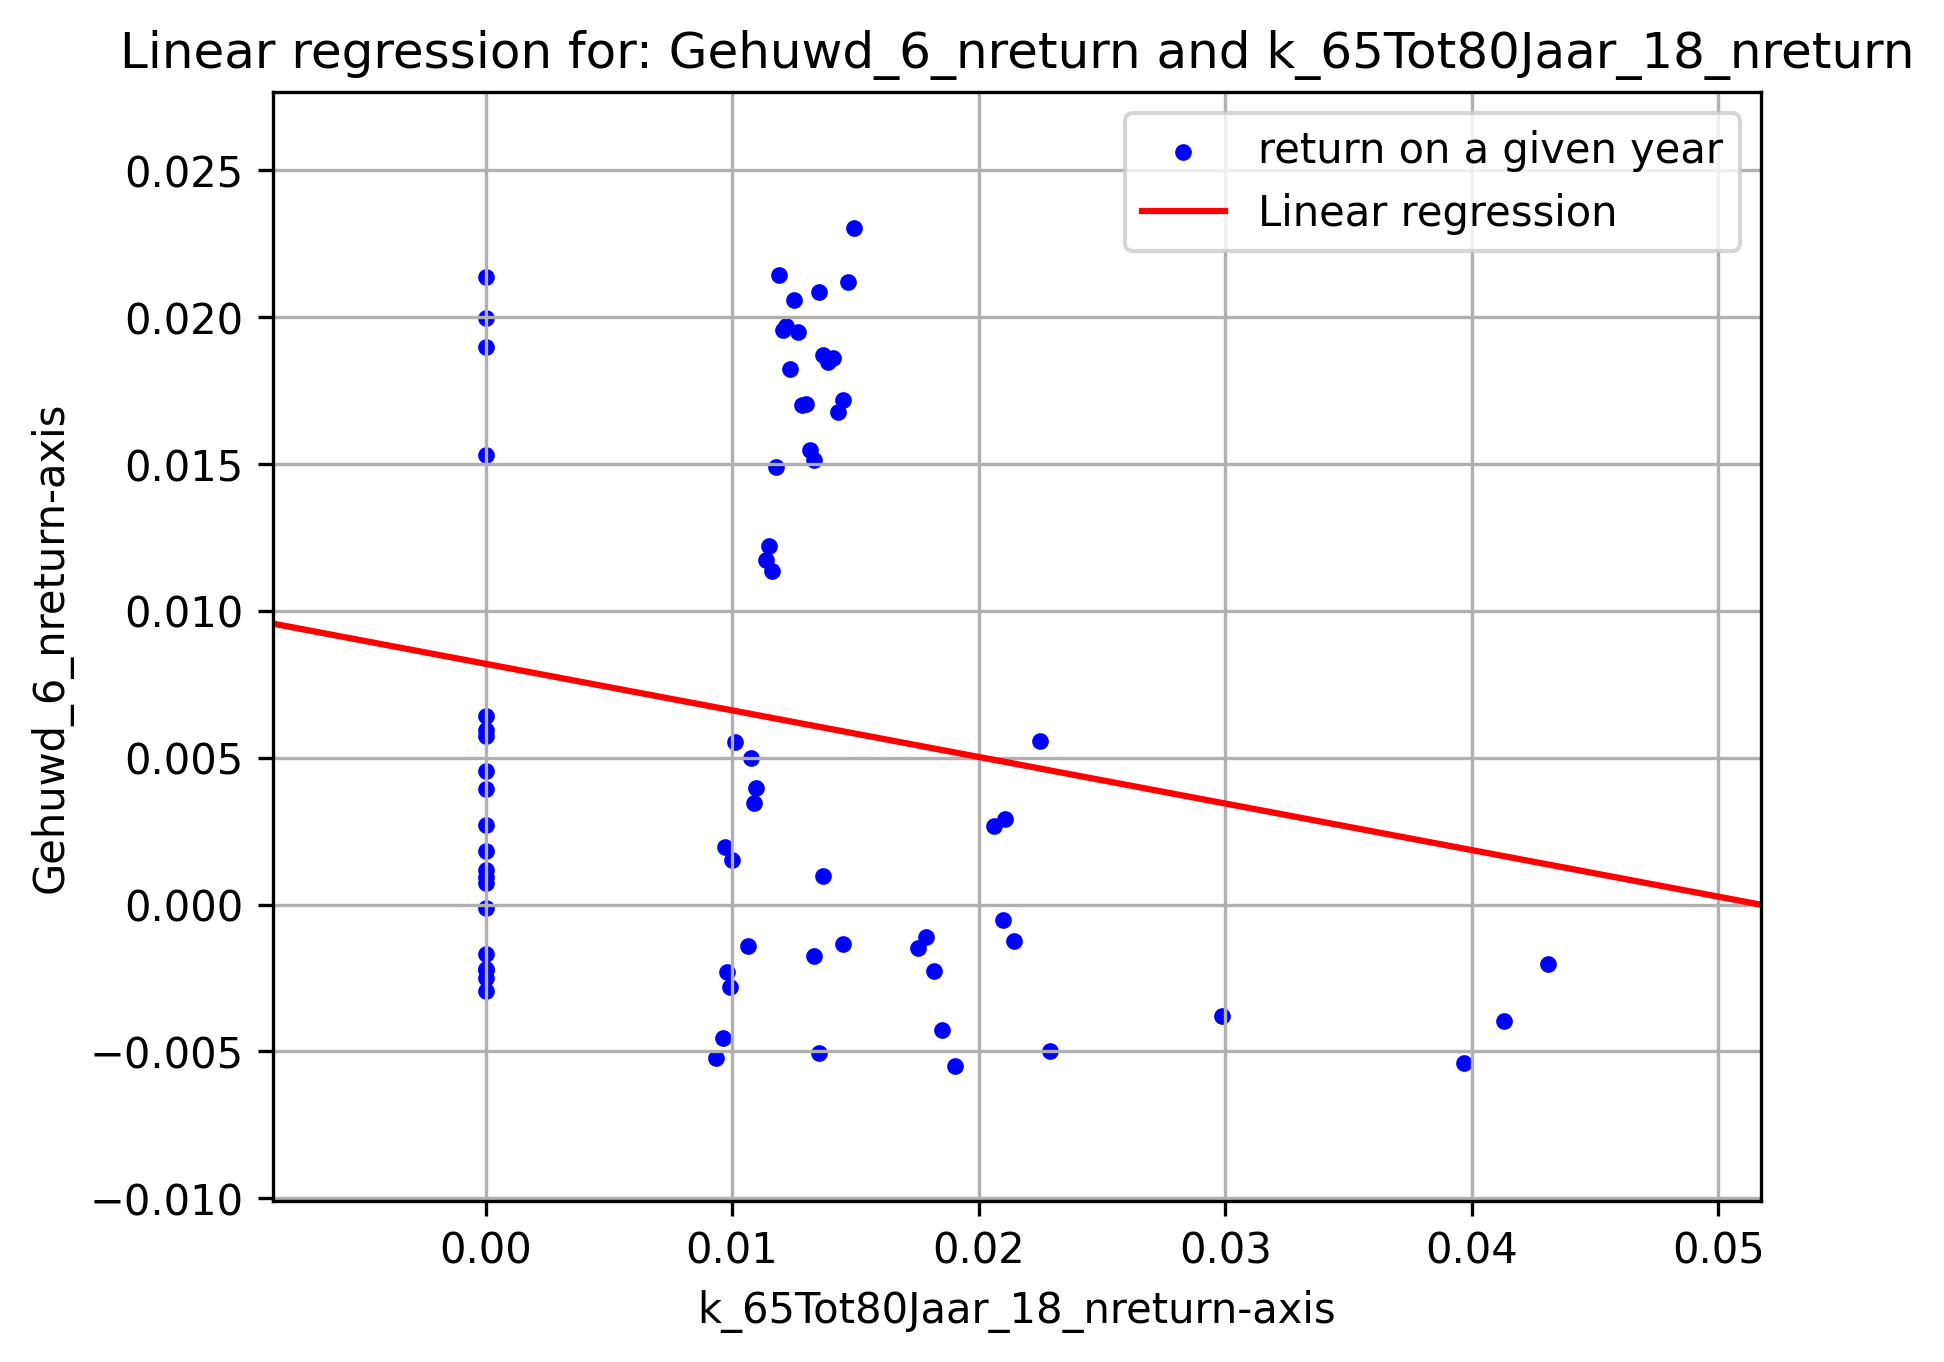 Linear regression for: Gehuwd_6_nreturn and k_65Tot80Jaar_18_nreturn
return on a given year
Linear regression
Gehuwd_6_nreturn-axis
0.025
0.020
0.015
0.010
0.005
0.000
−0.005
−0.010
0.00 0.01 0.02 0.03 0.04 0.05
k_65Tot80Jaar_18_nreturn-axis